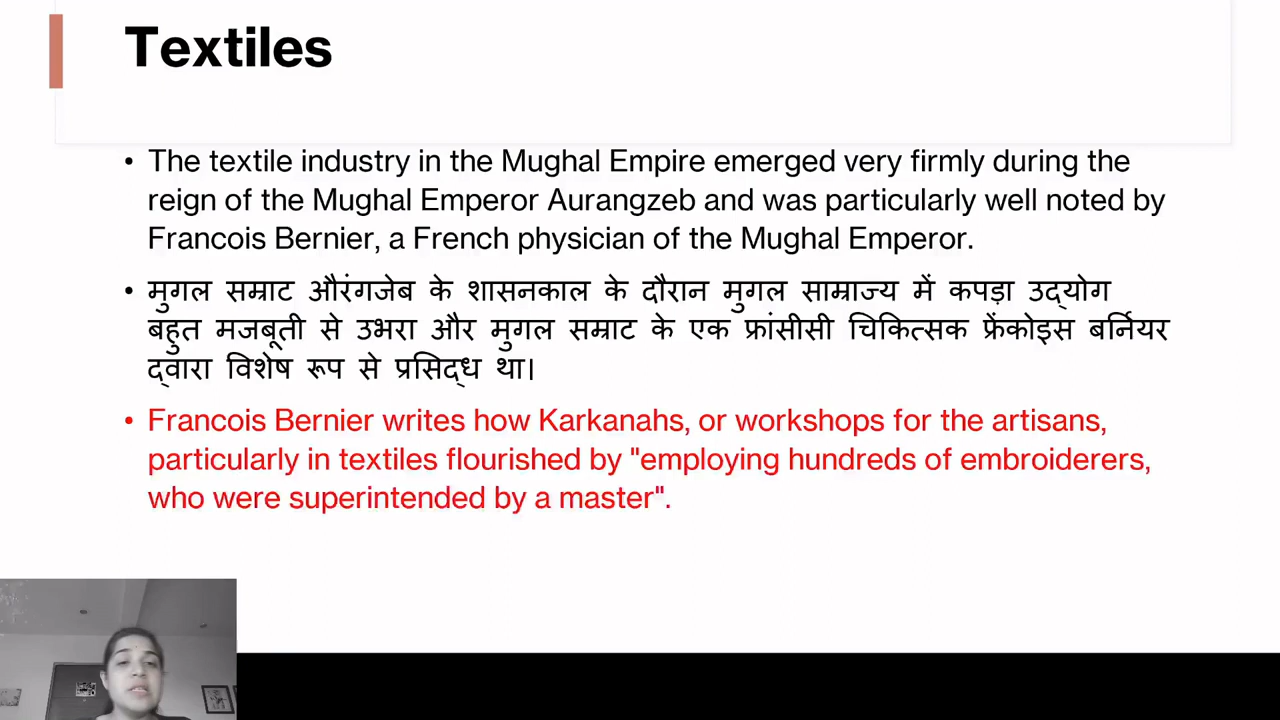 Textiles
• The textile industry in the Mughal Empire emerged very firmly during the
reign of the Mughal Emperor Aurangzeb and was particularly well noted by
Francois Bernier, a French physician of the Mughal Emperor.
• मुगल सम्राट औरंगजेब के शासनकाल के दौरान मुगल साम्राज्य में कपड़ा उद्योग
बहुत मजबूती से उभरा और मुगल सम्राट के एक फ्रांसीसी चिकित्सक फ्रेंकोइस बर्नियर
द्वारा विशेष रूप से प्रसिद्ध था।
• Francois Bernier writes how Karkanahs, or workshops for the artisans,
particularly in textiles flourished by "employing hundreds of embroiderers,
who were superintended by a master".